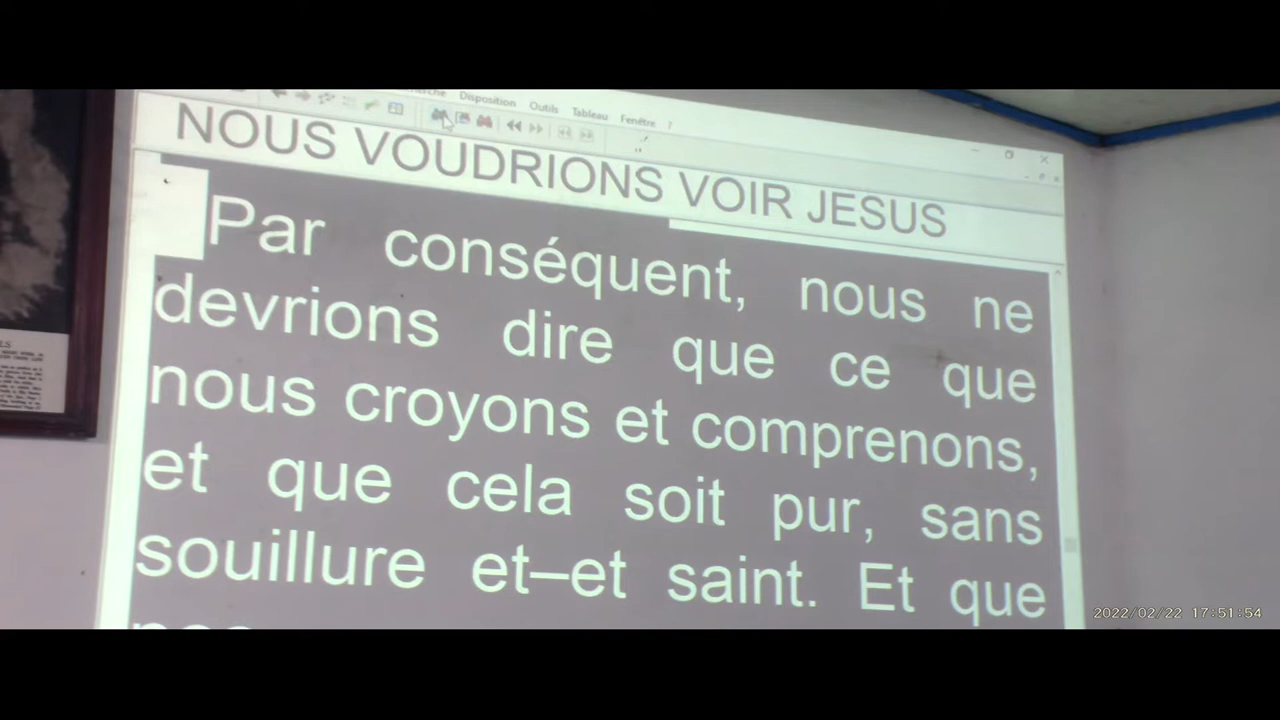 Disposition Outils Tableau Fenêtre ?
NOUS VOUDRIONS VOIR JESUS
Par conséquent, nous ne
devrions dire que ce que
nous croyons et comprenons,
et que cela soit pur, sans
souillure et–et saint. Et que
2022/02/22 17:51:54